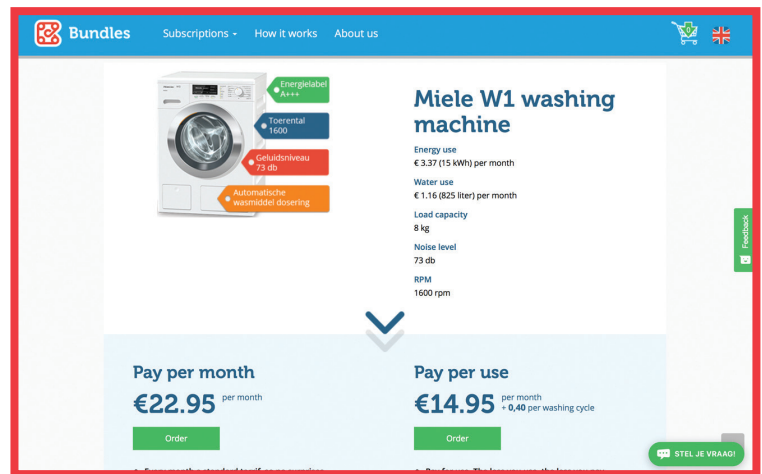 Bundles
Subscriptions
How it works
About us
0
Energielabel
A+++
Toerental
1600
Geluidsniveau
73 db
Automatische
wasmiddel dosering
Miele W1 washing
machine
Energy use
€ 3.37 (15 kWh) per month
Water use
€ 1.16 (825 liter) per month
Load capacity
8 kg
Noise level
73 db
RPM
1600 rpm
Feedback
Pay per month
€22.95 per month
Order
Pay per use
€14.95 per month
+ 0,40 per washing cycle
Order
STEL JE VRAAG!